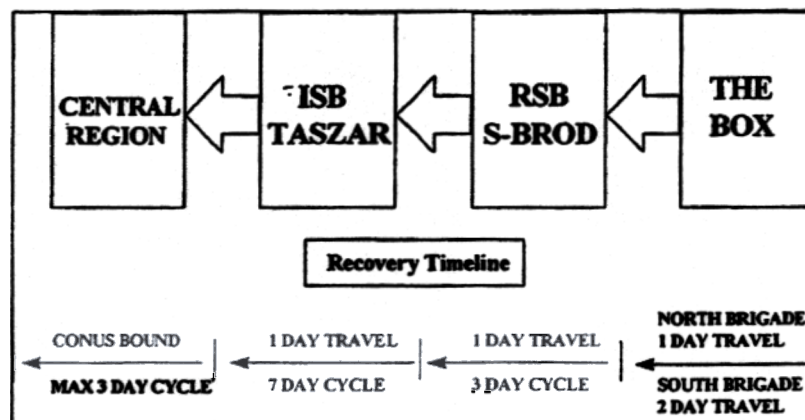 CENTRAL
REGION
ISB
TASZAR
RSB
S-BROD
THE
BOX
Recovery Timeline
CONUS BOUND
MAX 3 DAY CYCLE
1 DAY TRAVEL
7 DAY CYCLE
1 DAY TRAVEL
3 DAY CYCLE
NORTH BRIGADE
1 DAY TRAVEL
SOUTH BRIGADE
2 DAY TRAVEL